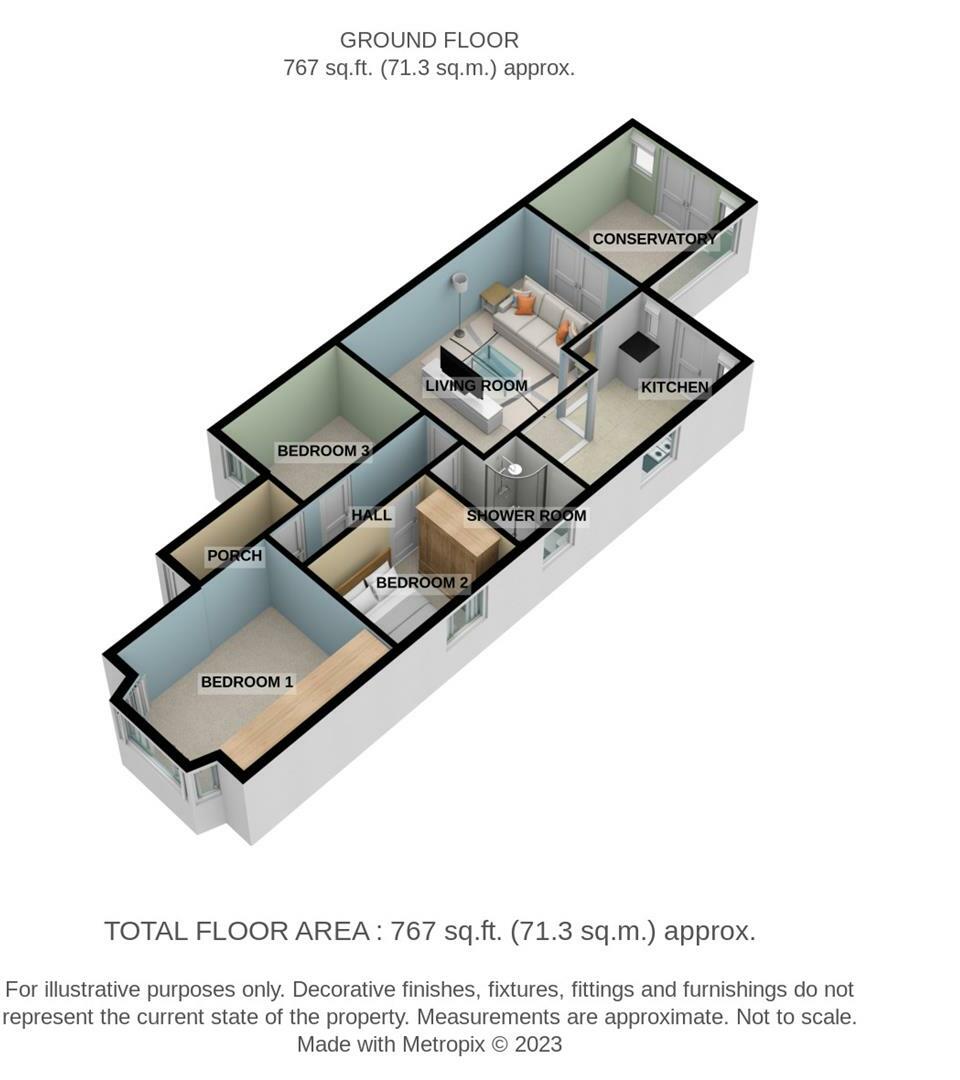 GROUND FLOOR
767 sq.ft. (71.3 sq.m.) approx.
CONSERVATORY
LIVING ROOM
KITCHEN
BEDROOM 3
HALL
SHOWER ROOM
PORCH
BEDROOM 2
BEDROOM 1
TOTAL FLOOR AREA : 767 sq.ft. (71.3 sq.m.) approx.
For illustrative purposes only. Decorative finishes, fixtures, fittings and furnishings do not
represent the current state of the property. Measurements are approximate. Not to scale.
Made with Metropix © 2023